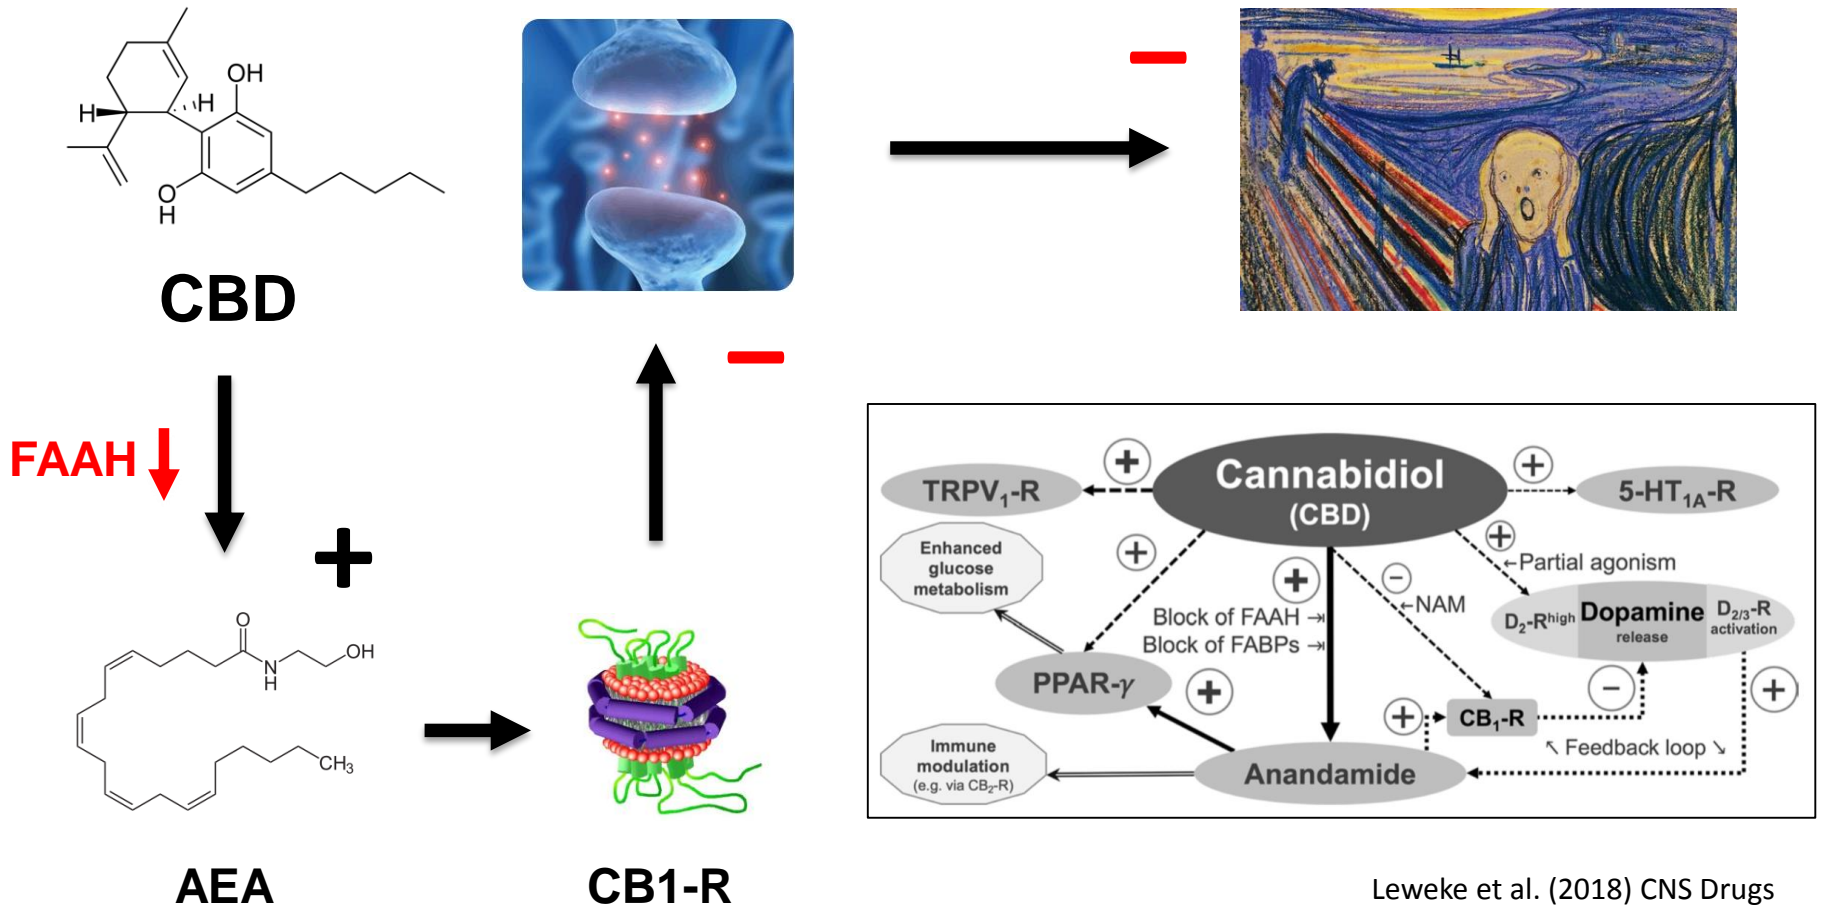 OH
H
H
O
H
CBD
FAAH
O
N
H
OH
CH3
AEA
CB1-R
Cannabidiol
(CBD)
TRPV1-R
5-HT1A-R
Enhanced
glucose
metabolism
←Partial agonism
←NAM
Block of FAAH ⇥
Block of FABPs ⇥
D2-Rhigh
Dopamine
release
D2/3-R
activation
PPAR-γ
CB1-R
↖ Feedback loop ↘
Immune
modulation
(e.g. via CB2-R)
Anandamide
Leweke et al. (2018) CNS Drugs